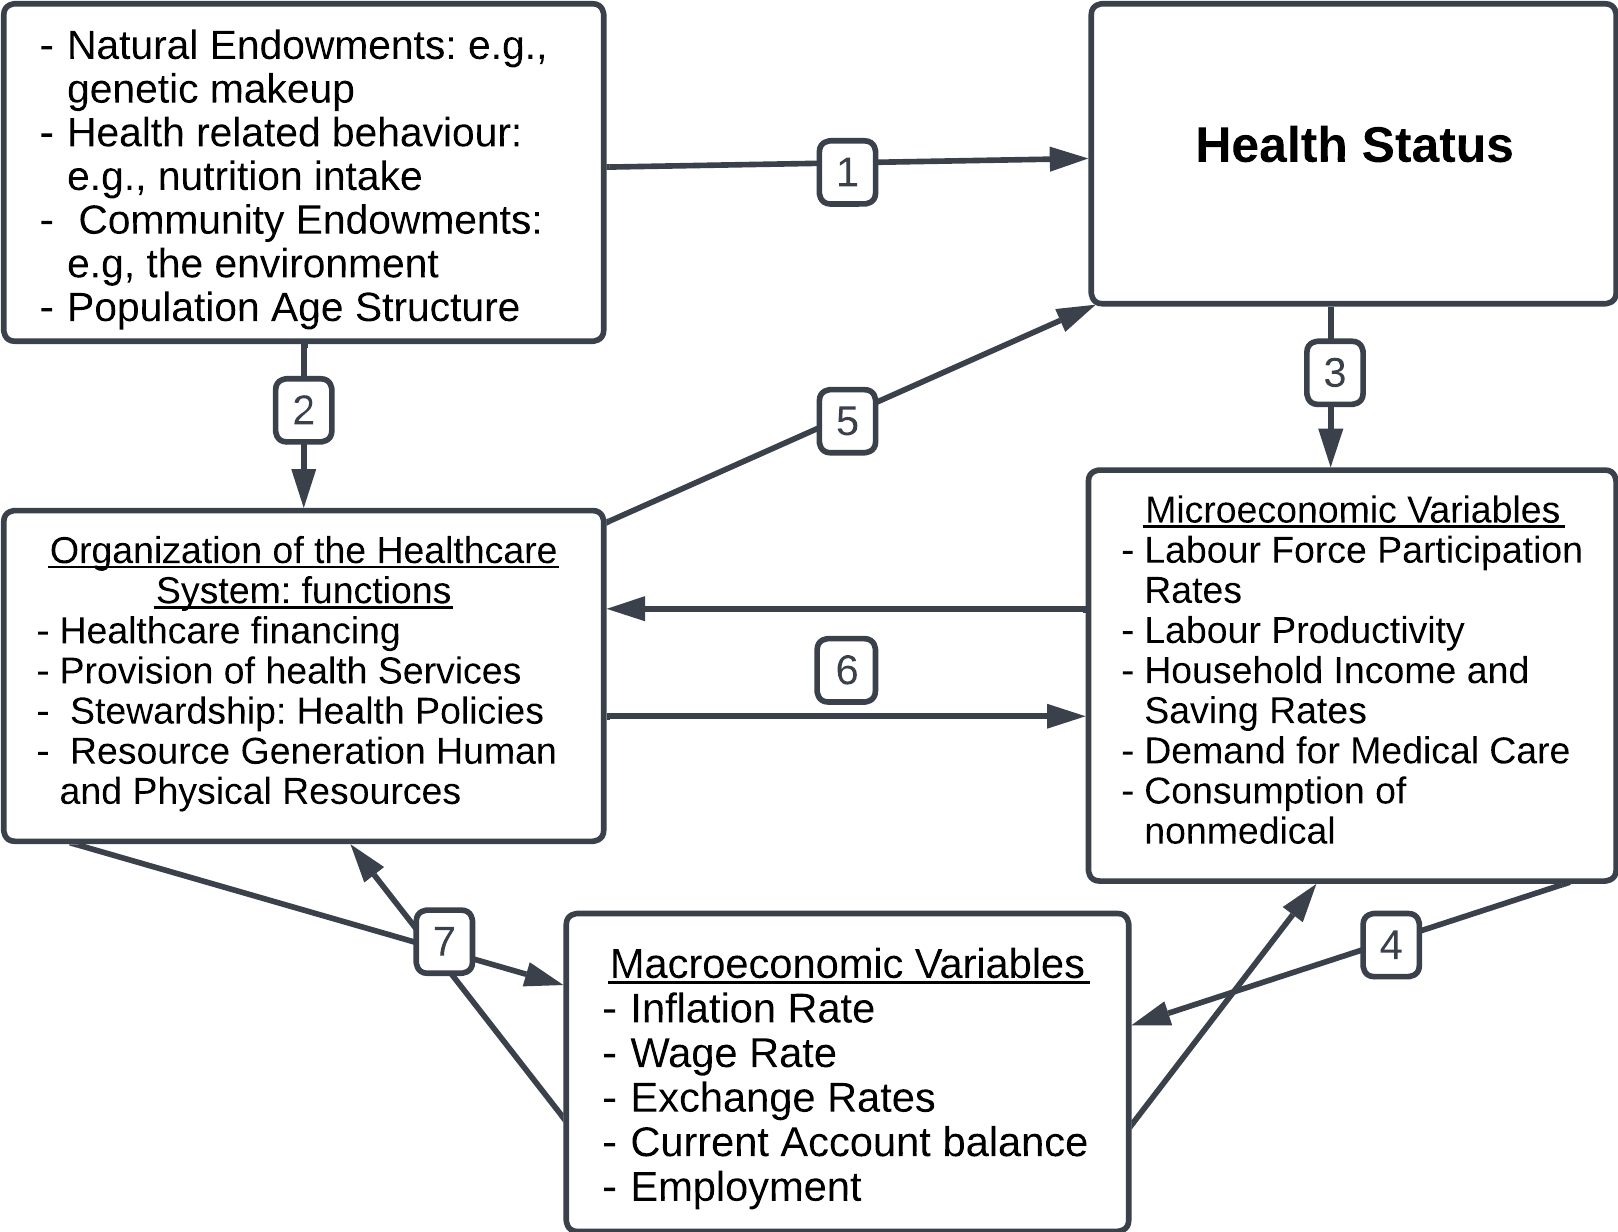 - Natural Endowments: e.g.,
genetic makeup
- Health related behaviour:
e.g., nutrition intake
- Community Endowments:
e.g, the environment
- Population Age Structure
1
Health Status
2
5
3
Organization of the Healthcare
System: functions
- Healthcare financing
- Provision of health Services
- Stewardship: Health Policies
- Resource Generation Human
and Physical Resources
6
Microeconomic Variables
- Labour Force Participation
Rates
- Labour Productivity
- Household Income and
Saving Rates
- Demand for Medical Care
- Consumption of
nonmedical
7
4
Macroeconomic Variables
- Inflation Rate
- Wage Rate
- Exchange Rates
- Current Account balance
- Employment